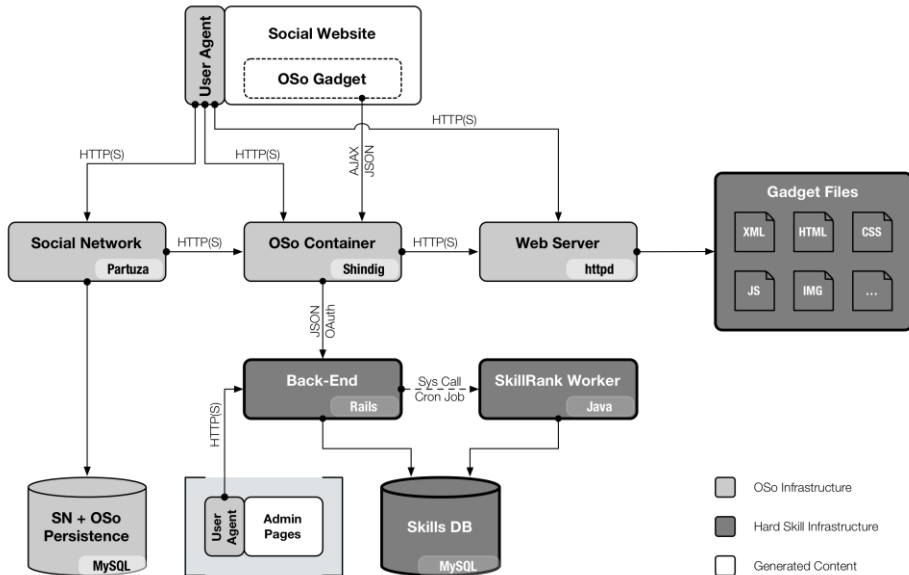 Social Website
User Agent
OSo Gadget
HTTP(S)
HTTP(S)
HTTP(S)
AJAX
JSON
Gadget Files
XML
HTML
CSS
JS
IMG
...
Social Network
Partuza
HTTP(S)
OSo Container
Shindig
HTTP(S)
Web Server
httpd
JSON
OAuth
Back-End
Rails
Sys Call
Cron Job
SkillRank Worker
Java
HTTP(S)
SN + OSo
Persistence
MySQL
User
Agent
Admin
Pages
Skills DB
MySQL
OSo Infrastructure
Hard Skill Infrastructure
Generated Content